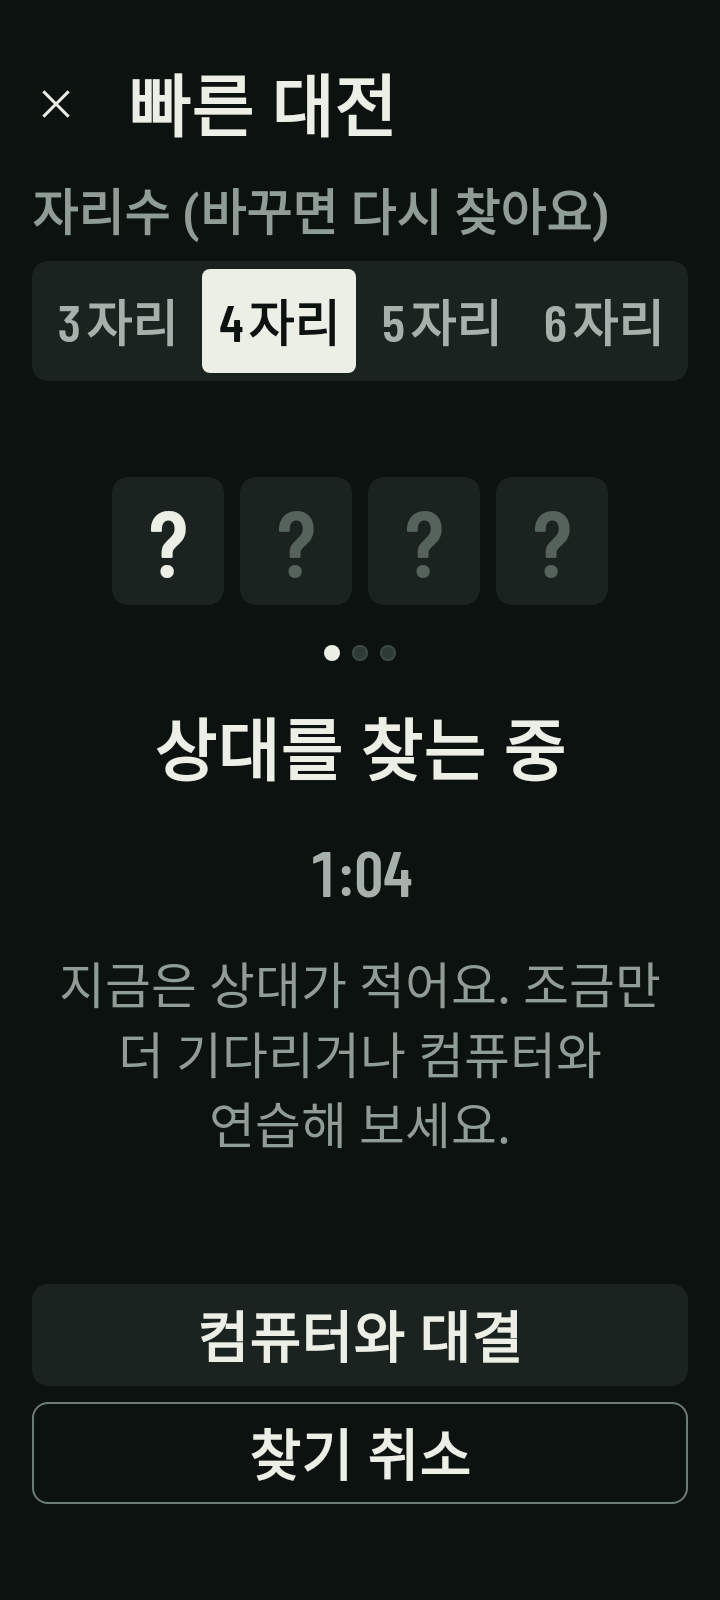 빠른 대전
자리수 (바꾸면 다시 찾아요)
3자리 4자리 5자리 6자리
? ? ? ?
상대를 찾는 중
1:04
지금은 상대가 적어요. 조금만
더 기다리거나 컴퓨터와
연습해 보세요.
컴퓨터와 대결
찾기 취소